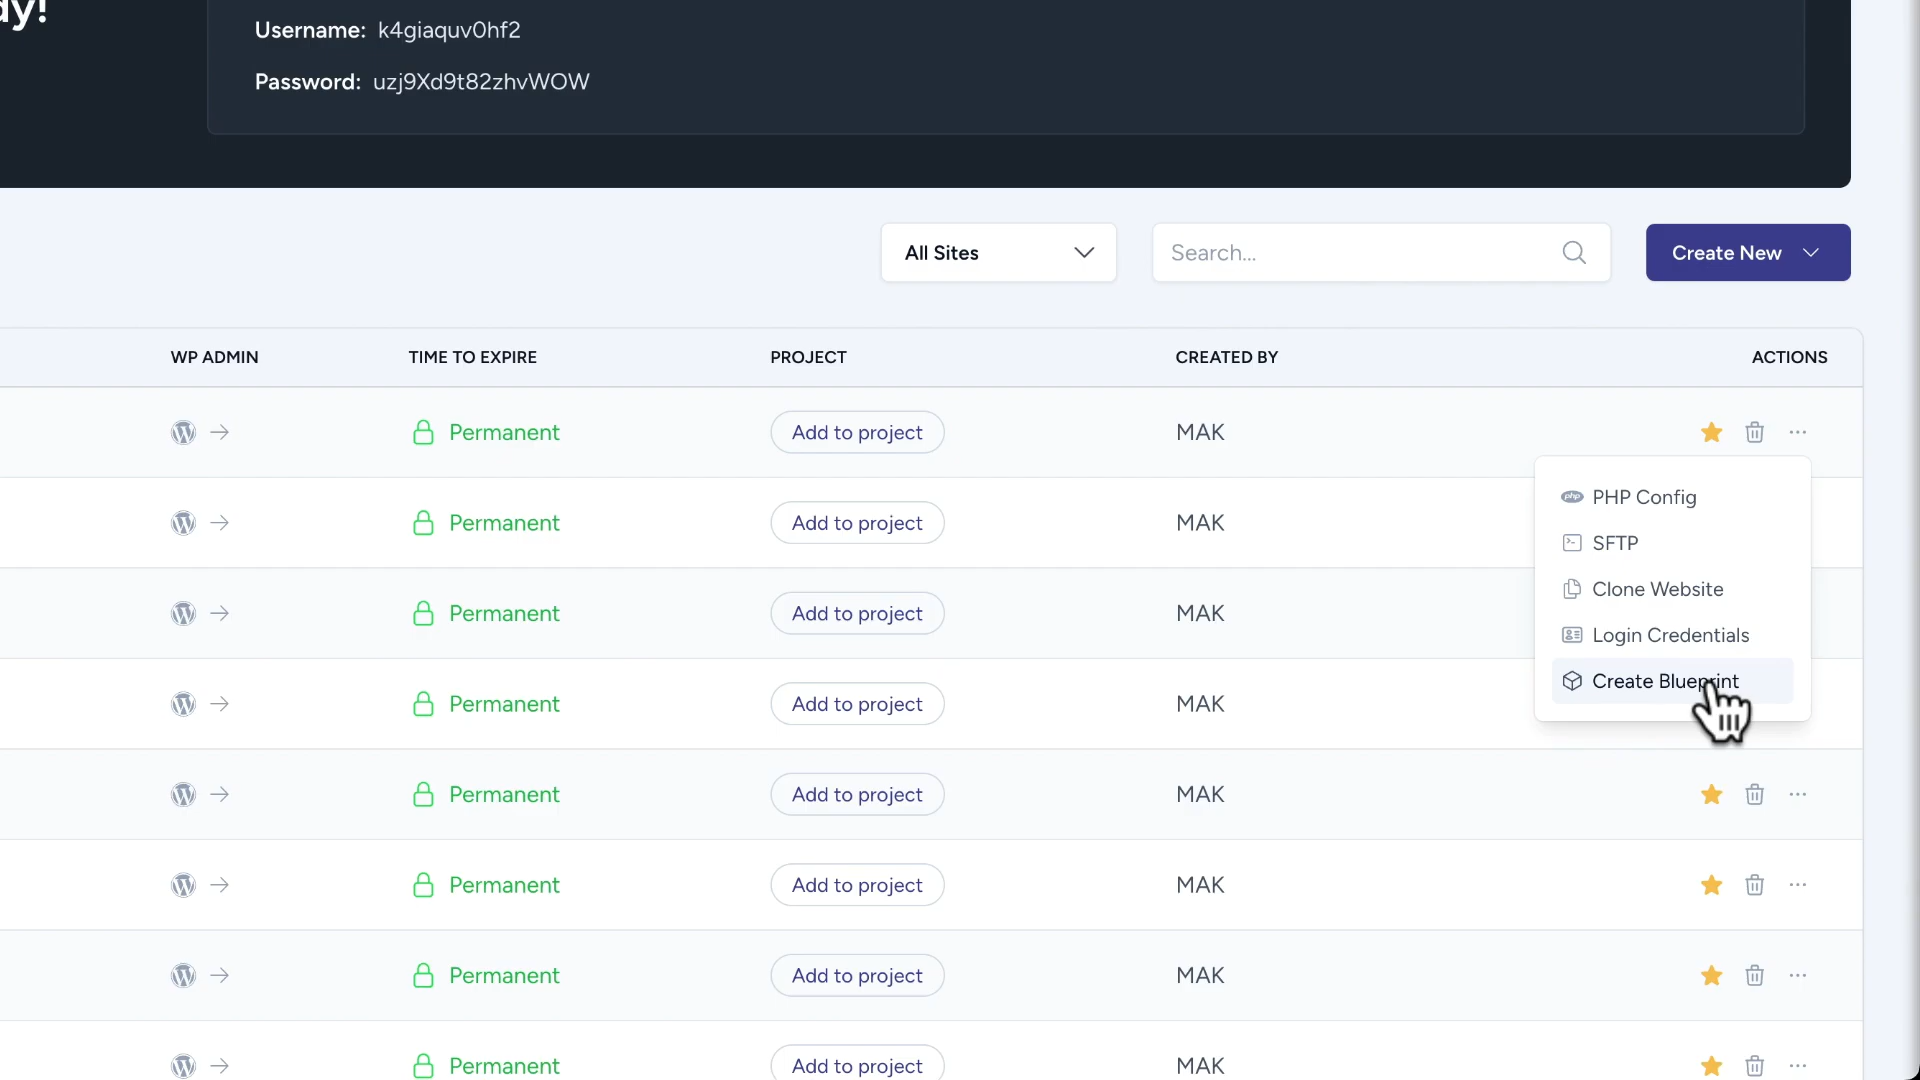 dy!
Username: k4giaquv0hf2
Password: uzj9Xd9t82zhvWOW
All Sites
Search...
Create New
WP ADMIN TIME TO EXPIRE PROJECT CREATED BY ACTIONS
Permanent Add to project MAK
PHP Config
SFTP
Clone Website
Login Credentials
Create Blueprint
Permanent Add to project MAK
Permanent Add to project MAK
Permanent Add to project MAK
Permanent Add to project MAK
Permanent Add to project MAK
Permanent Add to project MAK
Permanent Add to project MAK